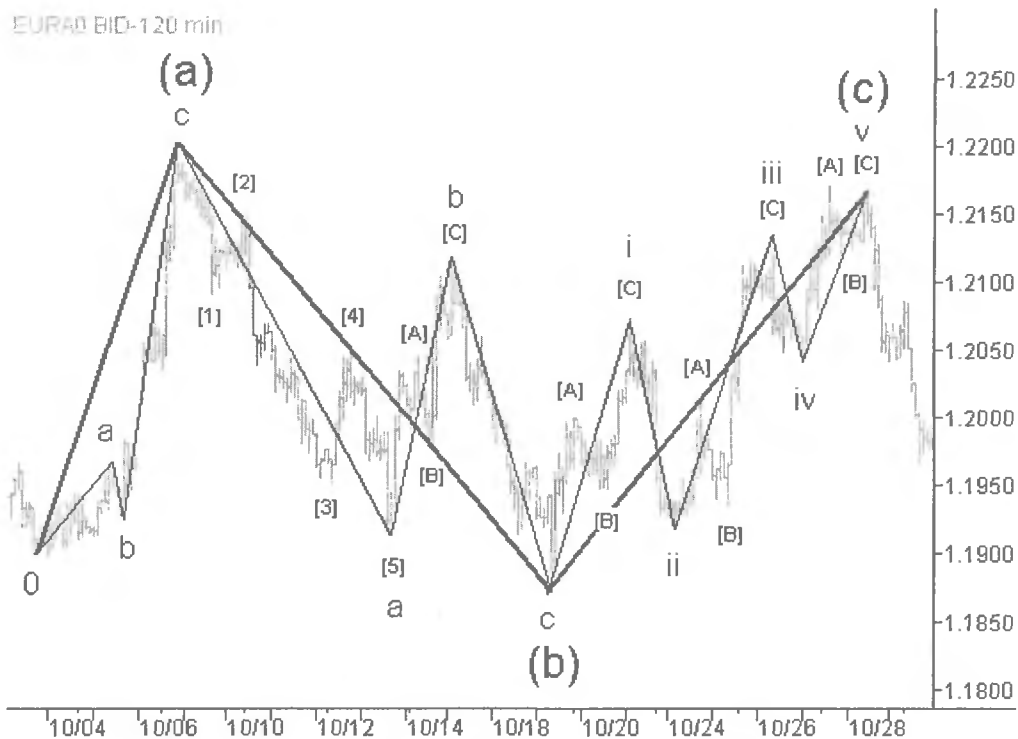 EURA0 BID-120 min
(a)
c
[2]
[1]
a
b
0
[4]
[3]
[5]
a
b
[C]
[A]
[B]
c
(b)
[A]
i
[C]
[B]
ii
[A]
[B]
iii
[C]
iv
(c)
v
[A] [C]
[B]
1.2250
1.2200
1.2150
1.2100
1.2050
1.2000
1.1950
1.1900
1.1850
1.1800
10/04 10/06 10/10 10/12 10/14 10/18 10/20 10/24 10/26 10/28